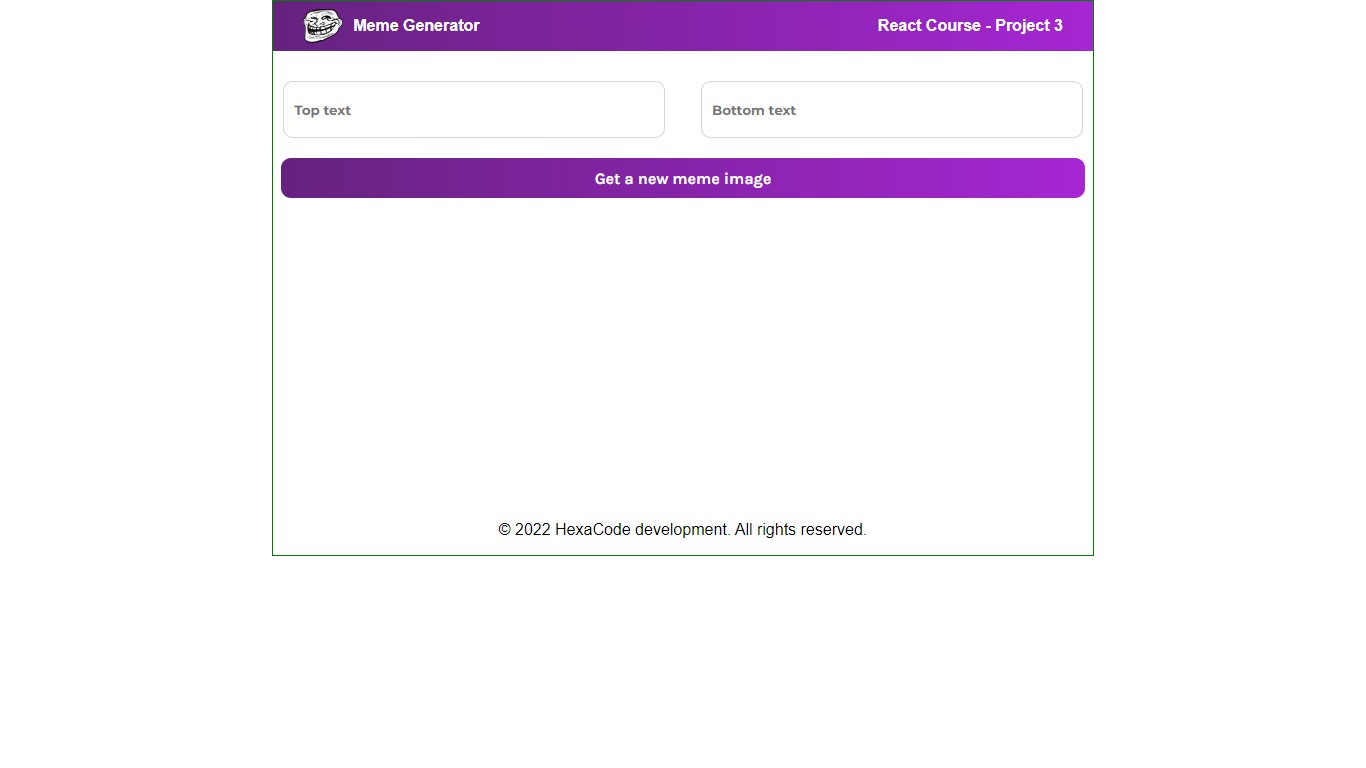 Meme Generator
React Course - Project 3
Top text
Bottom text
Get a new meme image
© 2022 HexaCode development. All rights reserved.